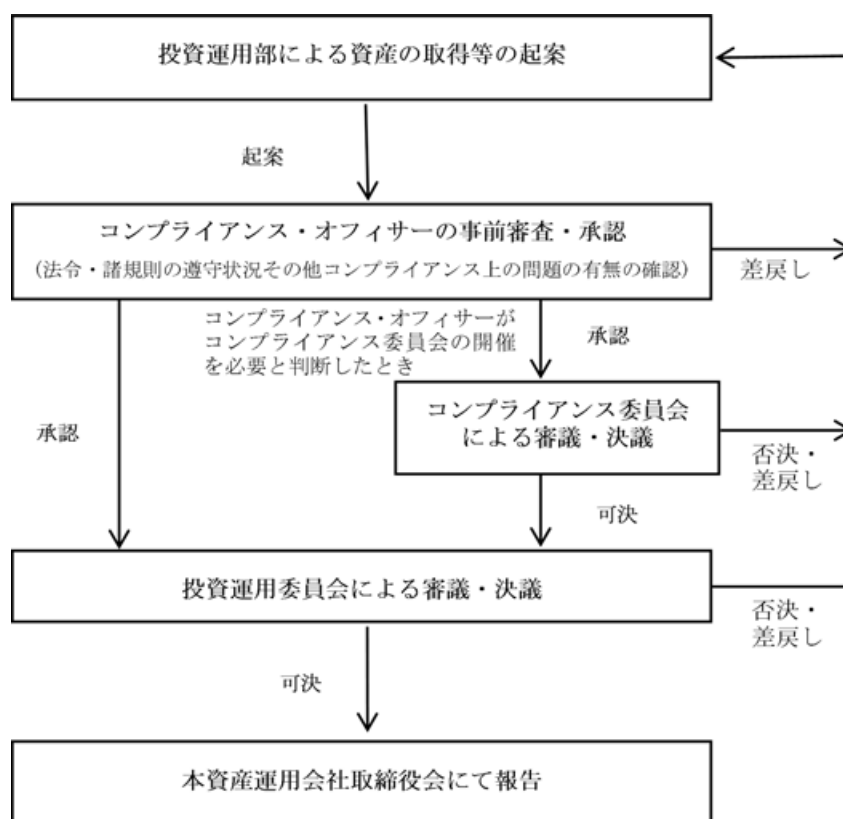 投資運用部による資産の取得等の起案
起案
コンプライアンス・オフィサーの事前審査・承認
(法令・諸規則の遵守状況その他コンプライアンス上の問題の有無の確認)
差戻し
コンプライアンス・オフィサーが
コンプライアンス委員会の開催
を必要と判断したとき
承認
承認
コンプライアンス委員会
による審議・決議
否決・
差戻し
可決
投資運用委員会による審議・決議
否決・
差戻し
可決
本資産運用会社取締役会にて報告